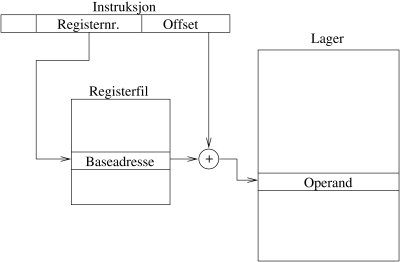 Instruksjon
Registernr. Offset
Lager
Registerfil
Baseadresse +
Operand